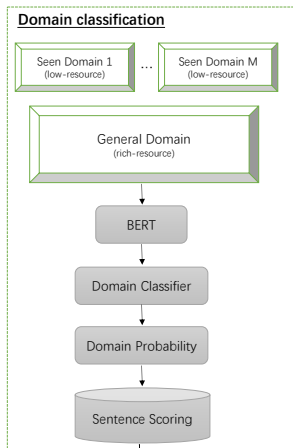 Domain classification
Seen Domain 1
(low-resource)
...
Seen Domain M
(low-resource)
General Domain
(rich-resource)
BERT
Domain Classifier
Domain Probability
Sentence Scoring